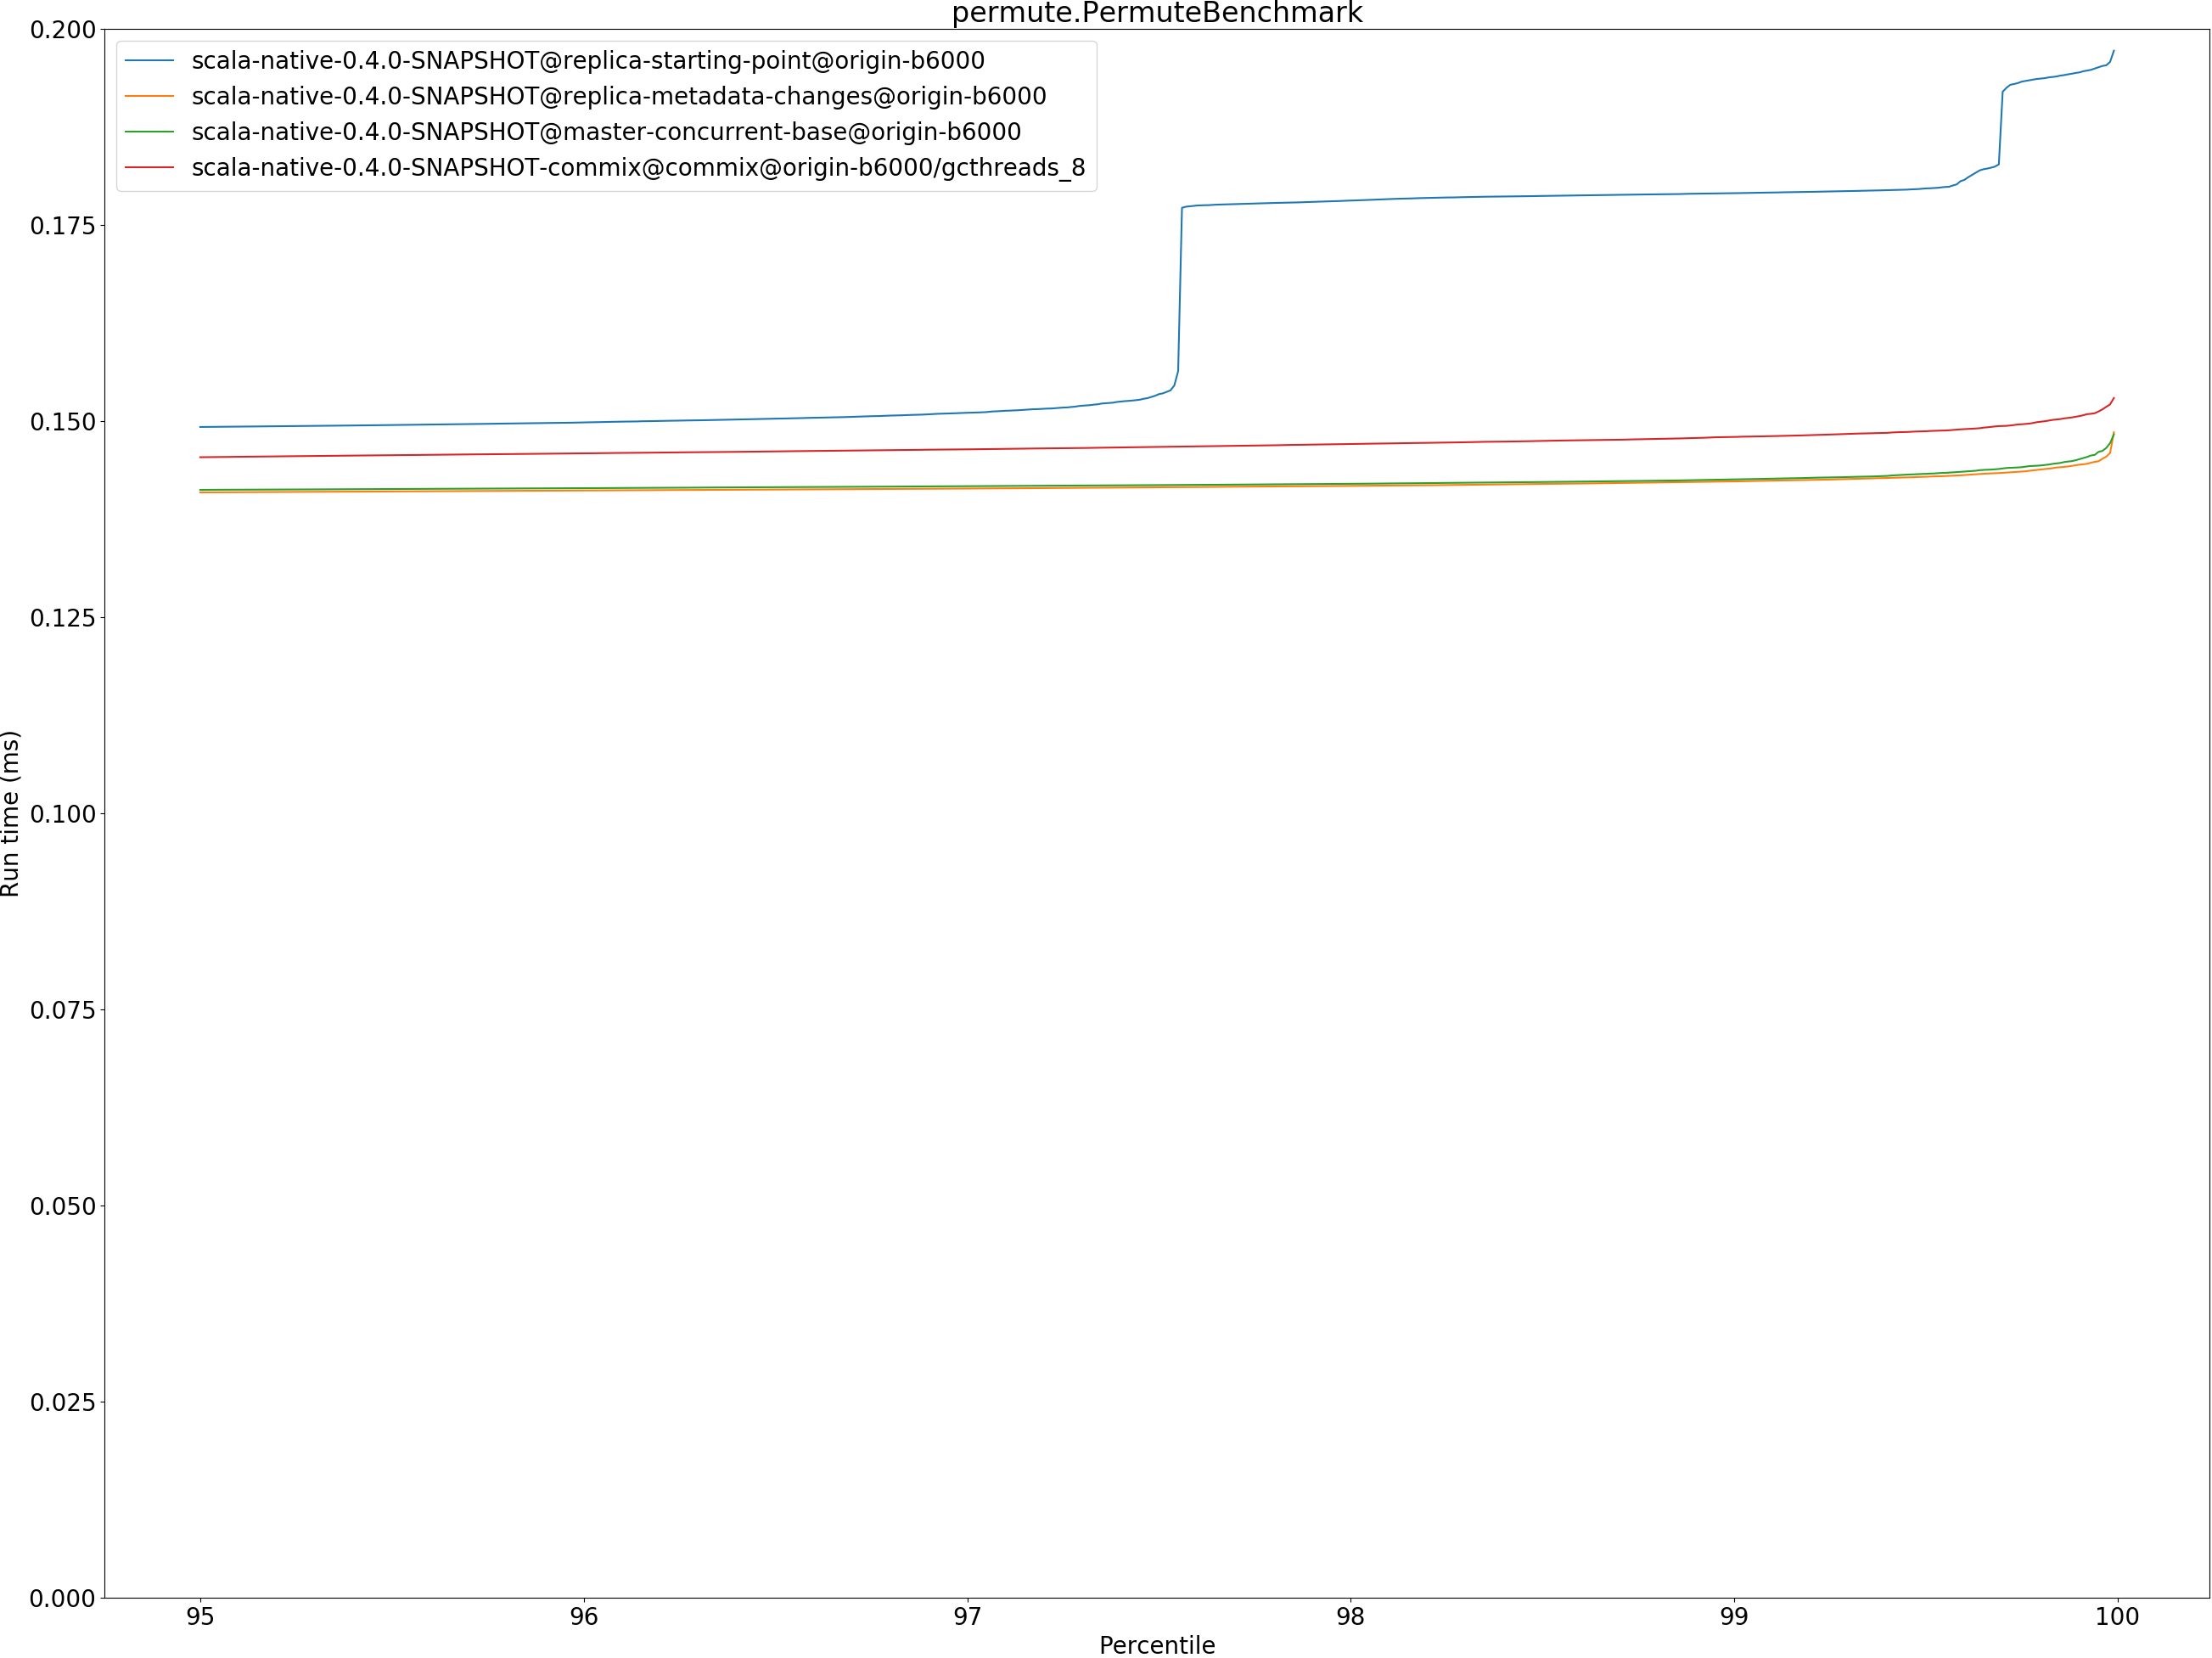 permute.PermuteBenchmark
scala-native-0.4.0-SNAPSHOT@replica-starting-point@origin-b6000
scala-native-0.4.0-SNAPSHOT@replica-metadata-changes@origin-b6000
scala-native-0.4.0-SNAPSHOT@master-concurrent-base@origin-b6000
scala-native-0.4.0-SNAPSHOT-commix@commix@origin-b6000/gcthreads_8
Run time (ms)
0.200
0.175
0.150
0.125
0.100
0.075
0.050
0.025
0.000
95 96 97 98 99 100
Percentile